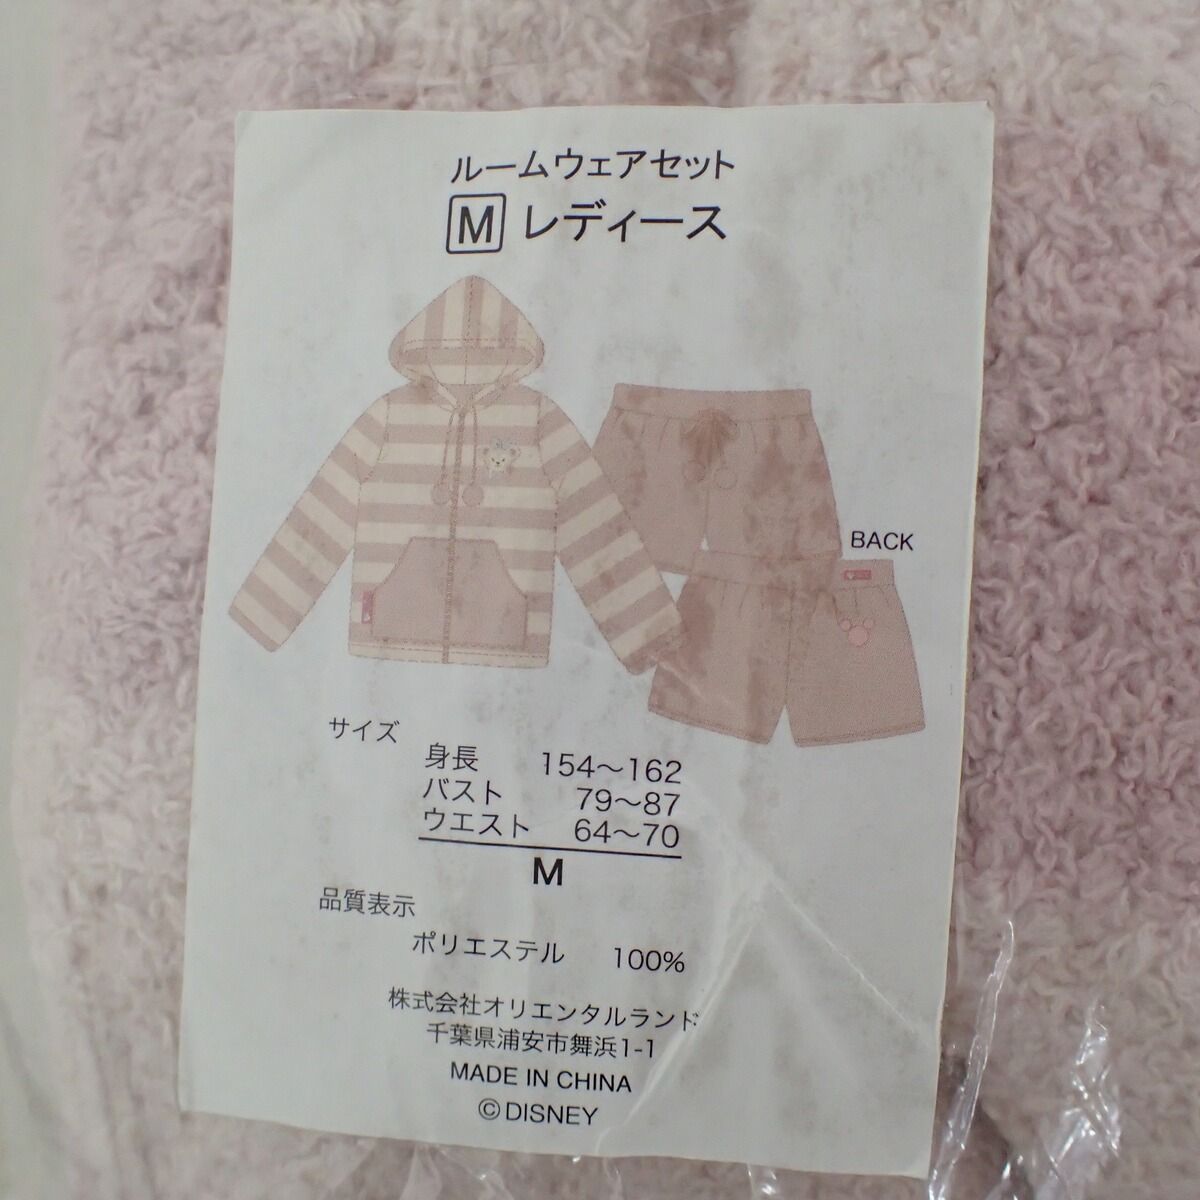 ルームウェアセット
M レディース
BACK
サイズ
身長 154〜162
バスト 79〜87
ウエスト 64〜70
M
品質表示
ポリエステル 100%
株式会社オリエンタルランド
千葉県浦安市舞浜1-1
MADE IN CHINA
©DISNEY